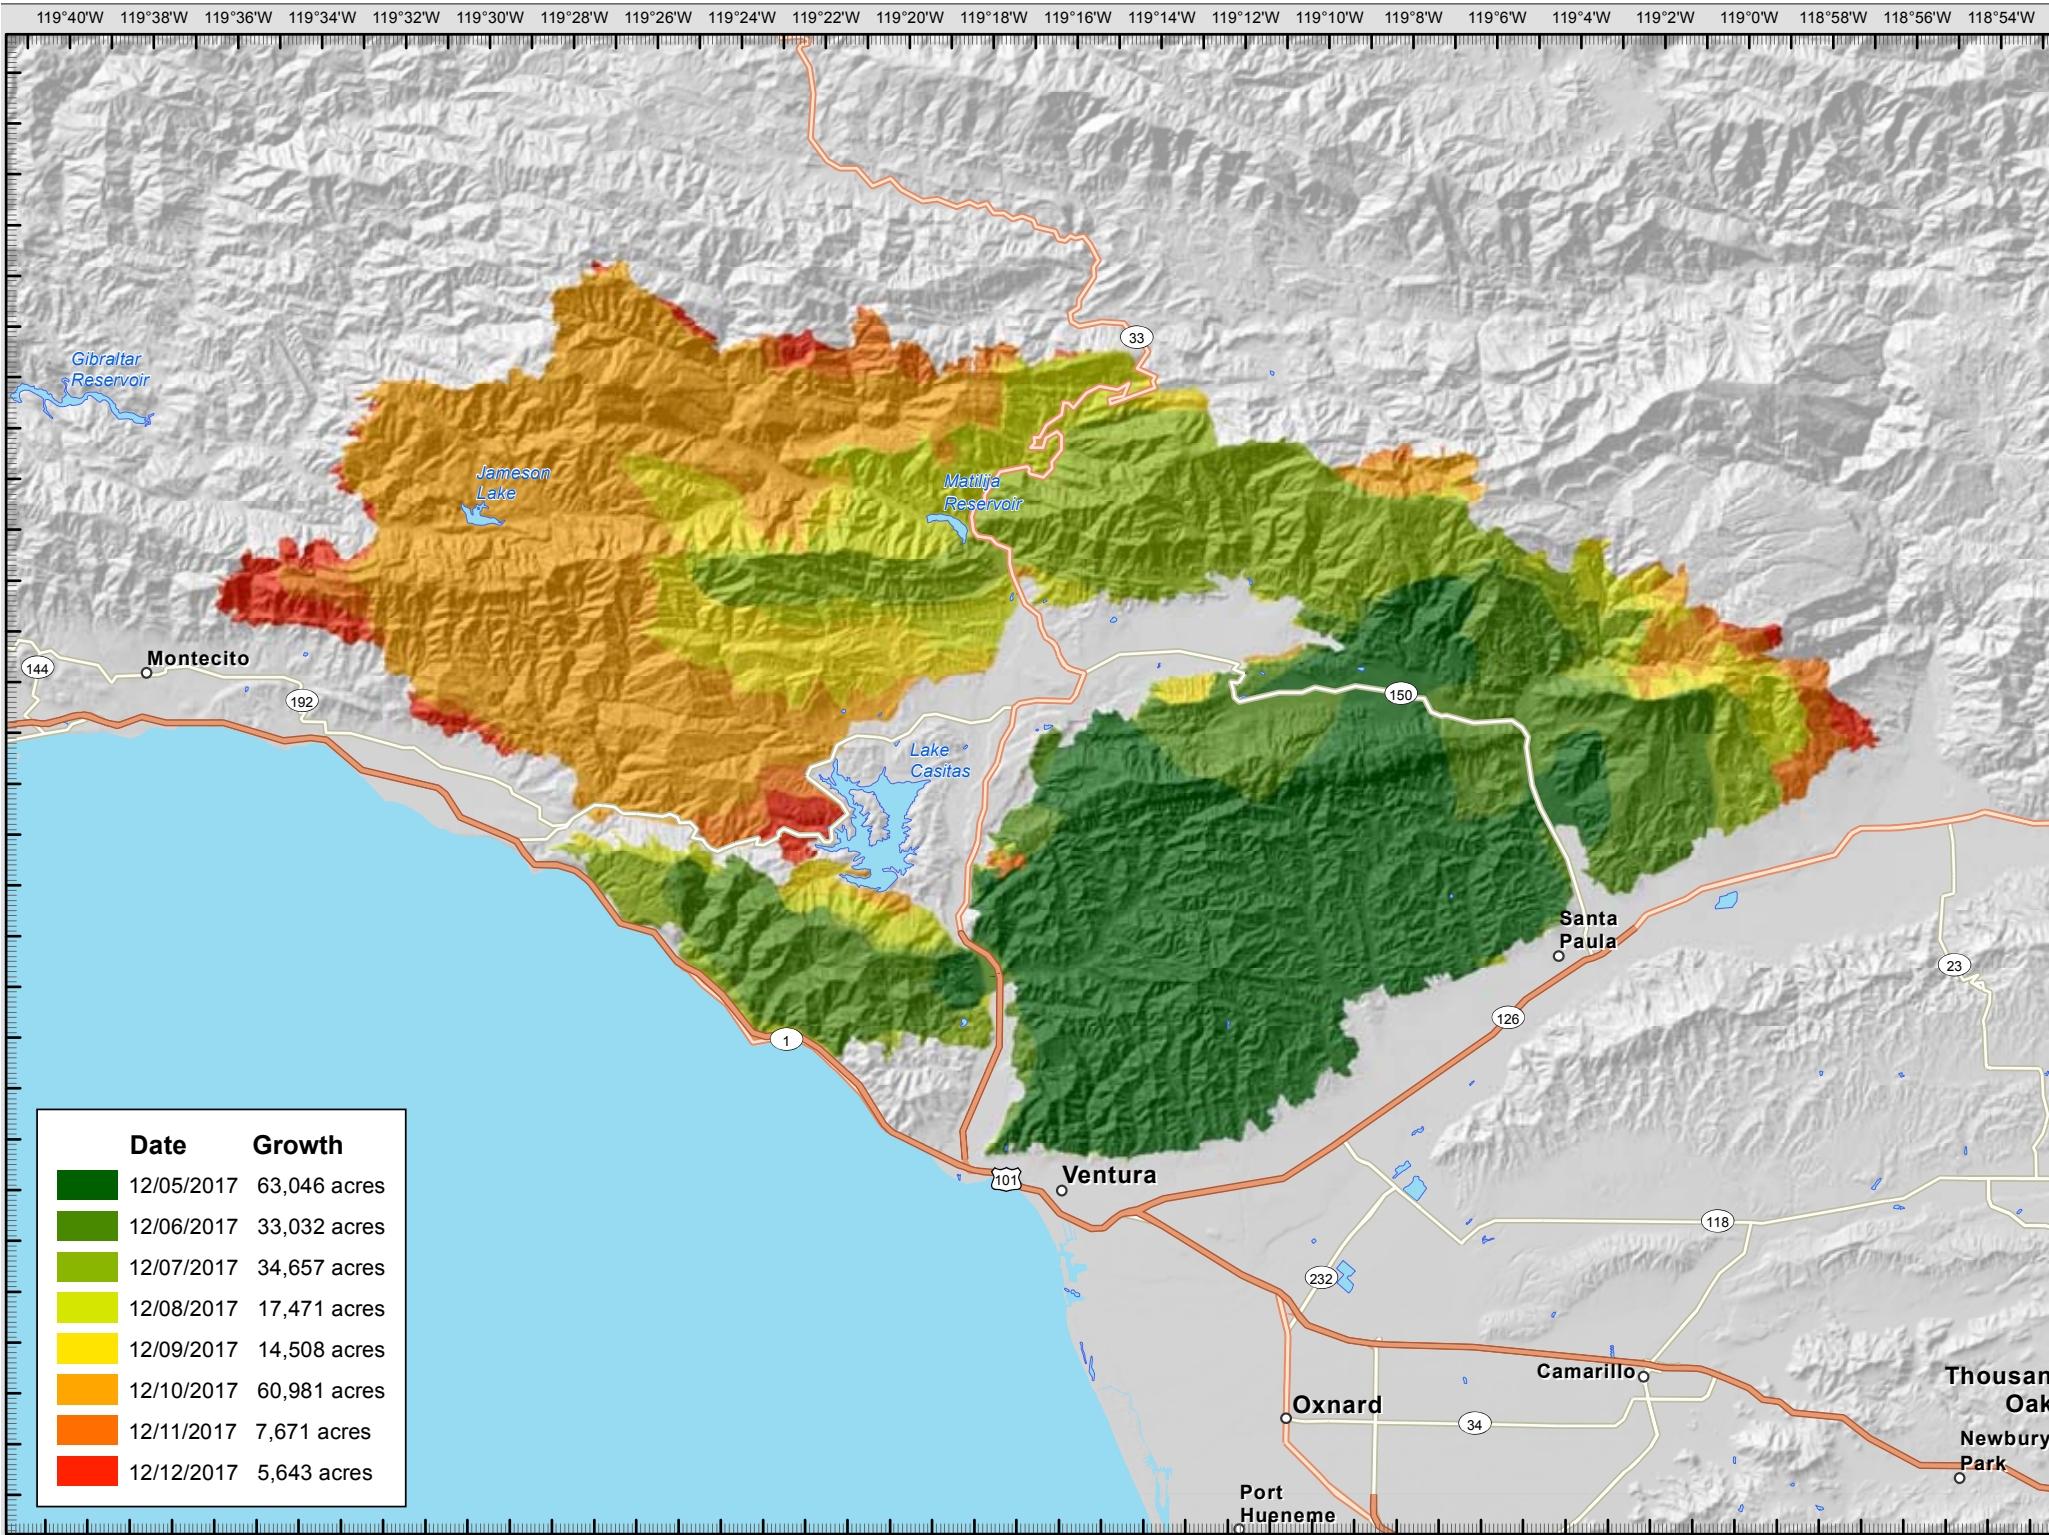 119°40'W 119°38'W 119°36'W 119°34'W 119°32'W 119°30'W 119°28'W 119°26'W 119°24'W 119°22'W 119°20'W 119°18'W 119°16'W 119°14'W 119°12'W 119°10'W 119°8'W 119°6'W 119°4'W 119°2'W 119°0'W 118°58'W 118°56'W 118°54'W
33
Gibraltar
Reservoir
Jameson
Lake
Matilija
Reservoir
Montecito
144
192
150
Lake
Casitas
Santa
Paula
23
126
1
101
Ventura
118
232
Camarillo
Thousan
Oak
Oxnard
34
Newbury
Park
Port
Hueneme
Date Growth
12/05/2017 63,046 acres
12/06/2017 33,032 acres
12/07/2017 34,657 acres
12/08/2017 17,471 acres
12/09/2017 14,508 acres
12/10/2017 60,981 acres
12/11/2017 7,671 acres
12/12/2017 5,643 acres